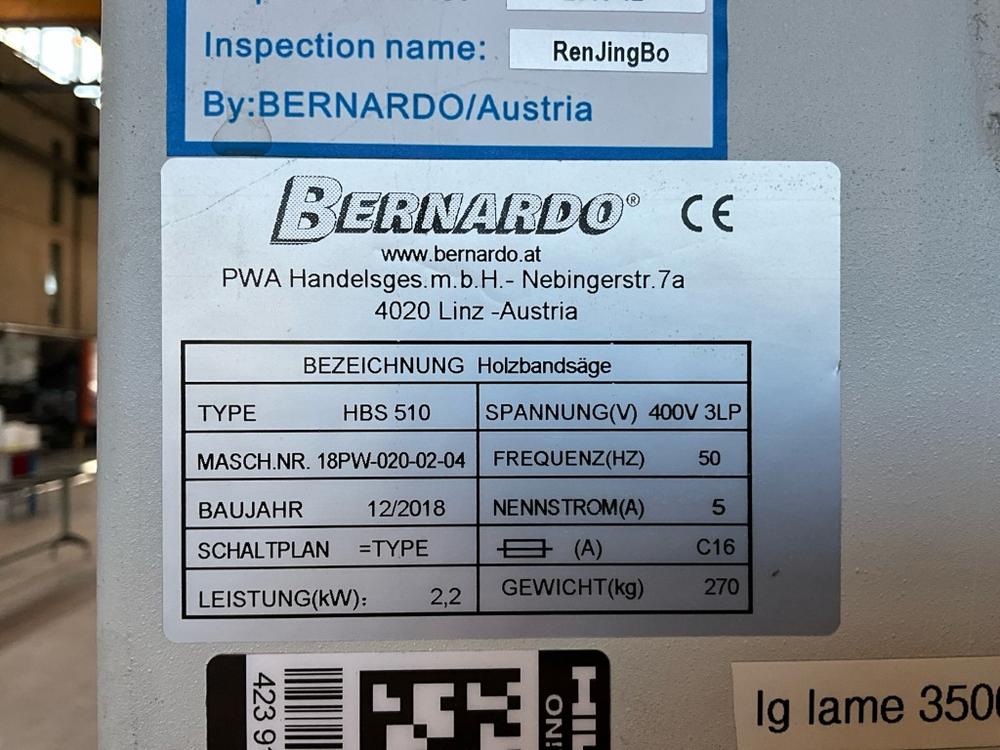 Inspection name: RenJingBo
By:BERNARDO/Austria
BERNARDO® CE
www.bernardo.at
PWA Handelsges.m.b.H.- Nebingerstr.7a
4020 Linz -Austria
BEZEICHNUNG Holzbandsäge
TYPE HBS 510 SPANNUNG(V) 400V 3LP
MASCH.NR. 18PW-020-02-04 FREQUENZ(HZ) 50
BAUJAHR 12/2018 NENNSTROM(A) 5
SCHALTPLAN =TYPE (A) C16
LEISTUNG(kW): 2,2 GEWICHT(kg) 270
423 9
lg lame 350